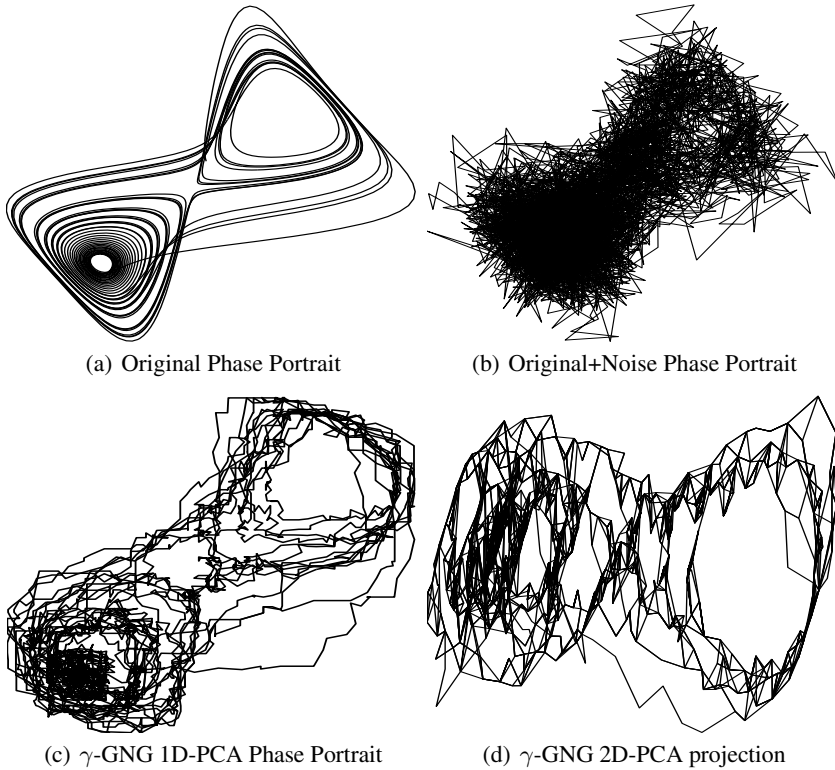 (a) Original Phase Portrait
(b) Original+Noise Phase Portrait
(c) γ-GNG 1D-PCA Phase Portrait
(d) γ-GNG 2D-PCA projection